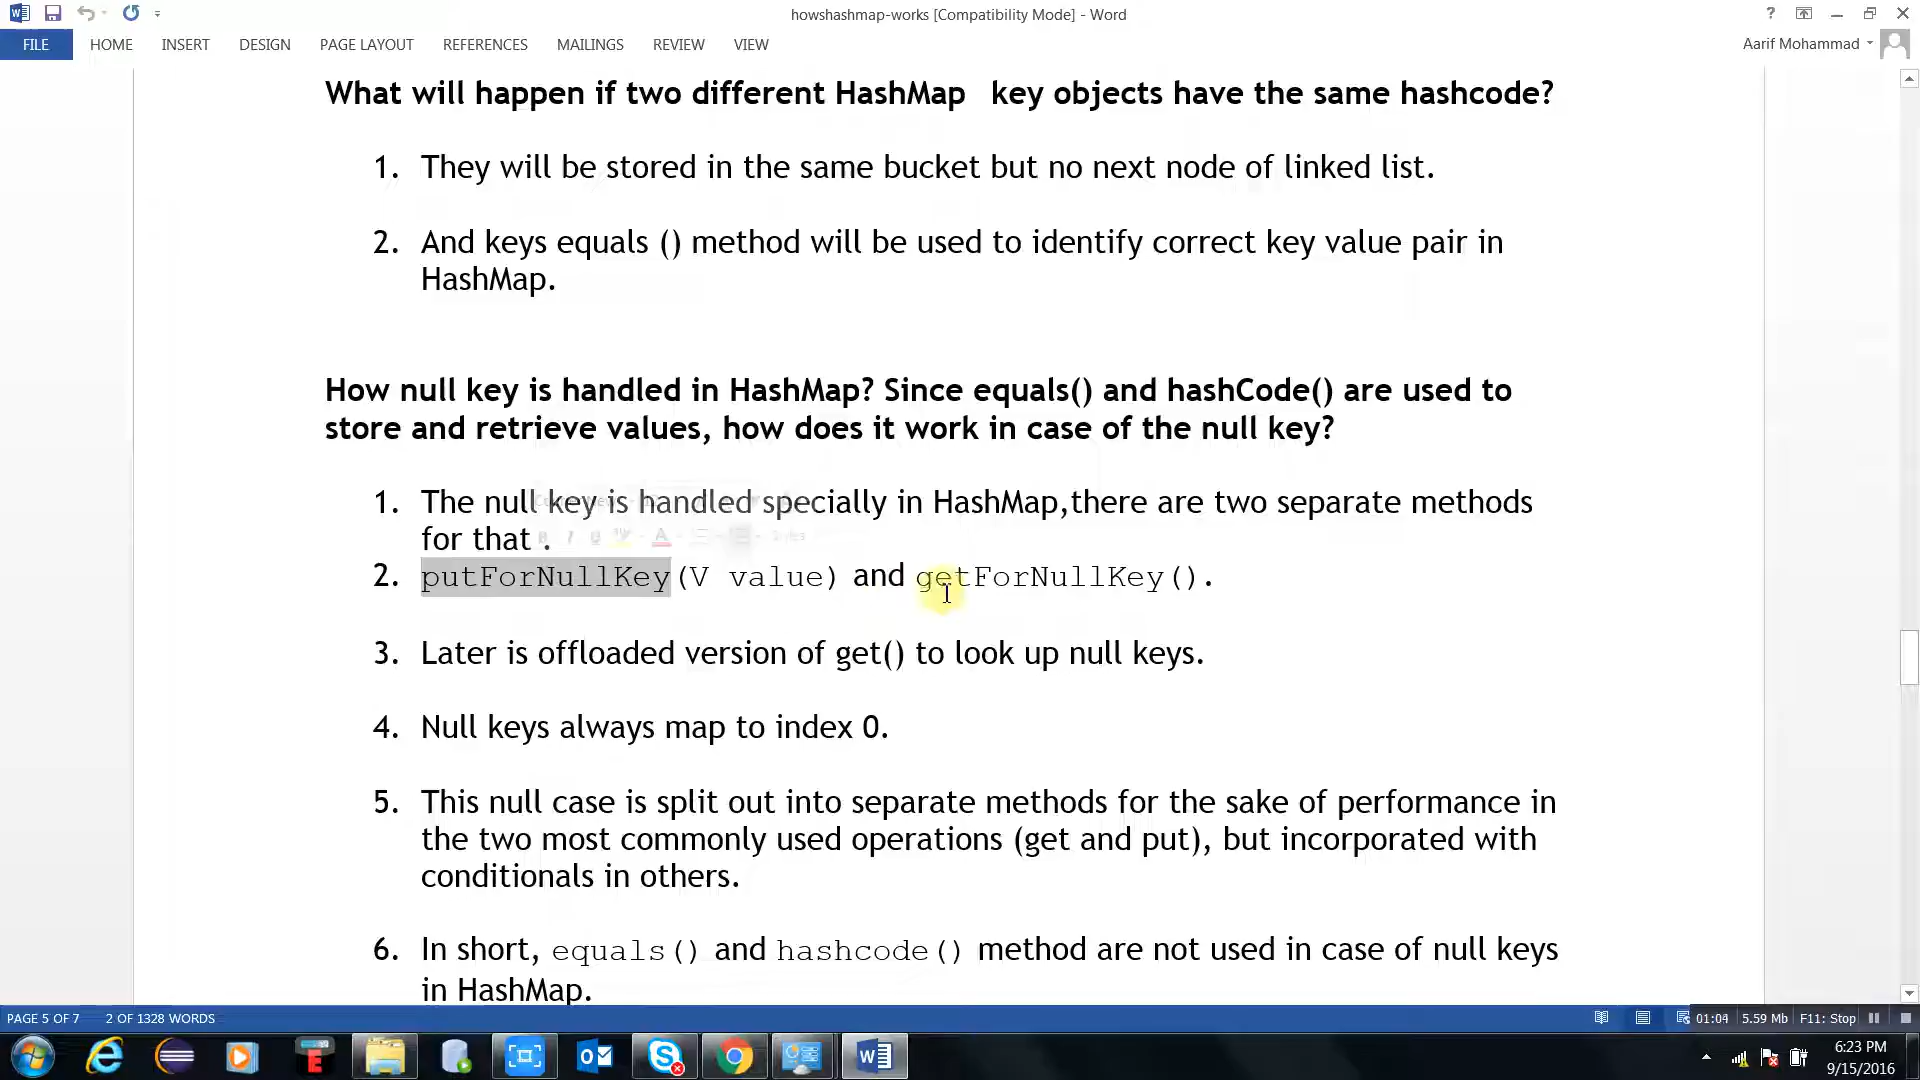 howshashmap-works [Compatibility Mode] - Word
?
FILE HOME INSERT DESIGN PAGE LAYOUT REFERENCES MAILINGS REVIEW VIEW
Aarif Mohammad
What will happen if two different HashMap key objects have the same hashcode?
1. They will be stored in the same bucket but no next node of linked list.
2. And keys equals () method will be used to identify correct key value pair in
HashMap.
How null key is handled in HashMap? Since equals() and hashCode() are used to
store and retrieve values, how does it work in case of the null key?
1. The null key is handled specially in HashMap,there are two separate methods
for that .
2. putForNullKey(V value) and getForNullKey().
3. Later is offloaded version of get() to look up null keys.
4. Null keys always map to index 0.
5. This null case is split out into separate methods for the sake of performance in
the two most commonly used operations (get and put), but incorporated with
conditionals in others.
6. In short, equals() and hashcode() method are not used in case of null keys
in HashMap.
PAGE 5 OF 7 2 OF 1328 WORDS
01:04 5.59 Mb F11: Stop
6:23 PM
9/15/2016